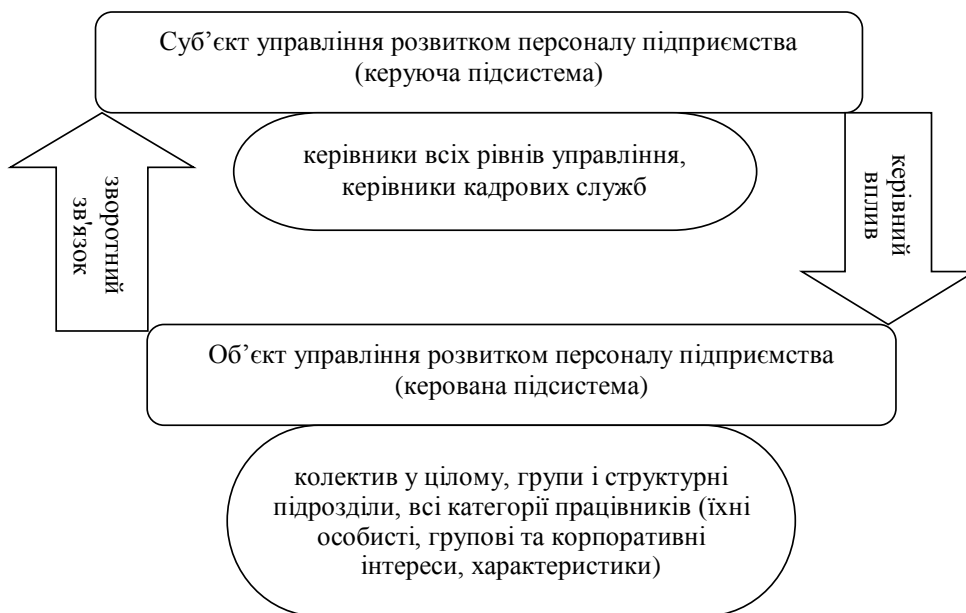 Суб’єкт управління розвитком персоналу підприємства
(керуюча підсистема)
керівники всіх рівнів управління,
керівники кадрових служб
зворотний
зв'язок
керівний
вплив
Об’єкт управління розвитком персоналу підприємства
(керована підсистема)
колектив у цілому, групи і структурні
підрозділи, всі категорії працівників (їхні
особисті, групові та корпоративні
інтереси, характеристики)